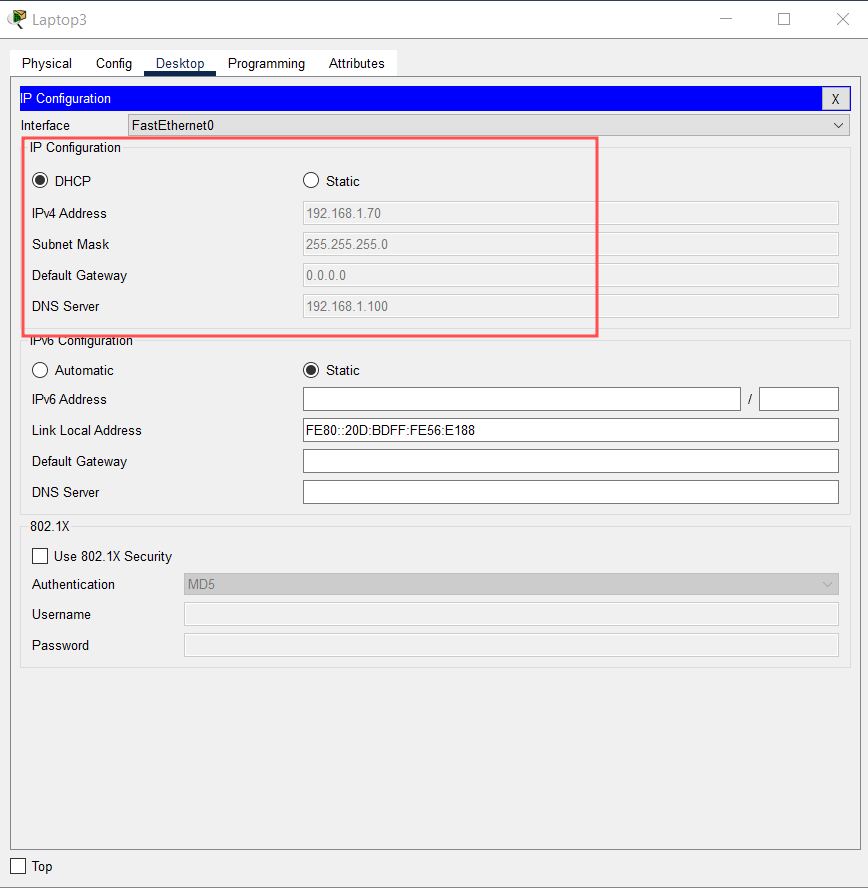 Laptop3
Physical Config Desktop Programming Attributes
IP Configuration X
Interface FastEthernet0
IP Configuration
DHCP Static
IPv4 Address 192.168.1.70
Subnet Mask 255.255.255.0
Default Gateway 0.0.0.0
DNS Server 192.168.1.100
IPv6 Configuration
Automatic Static
IPv6 Address /
Link Local Address FE80::20D:BDFF:FE56:E188
Default Gateway
DNS Server
802.1X
Use 802.1X Security
Authentication MD5
Username
Password
Top